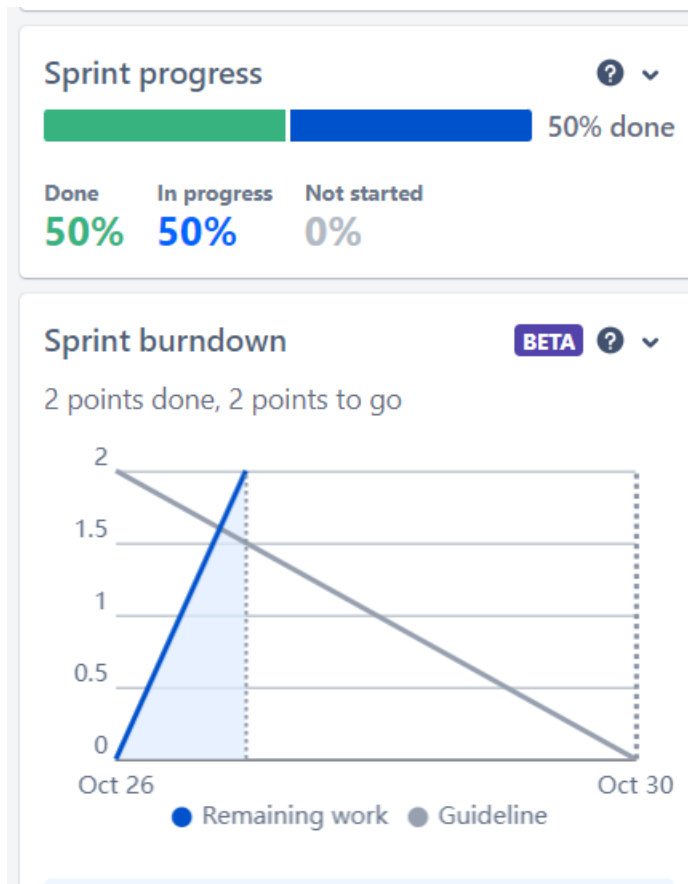 Sprint progress
50% done
Done In progress Not started
50% 50% 0%
Sprint burndown BETA
2 points done, 2 points to go
2
1.5
1
0.5
0
Oct 26 Oct 30
Remaining work Guideline